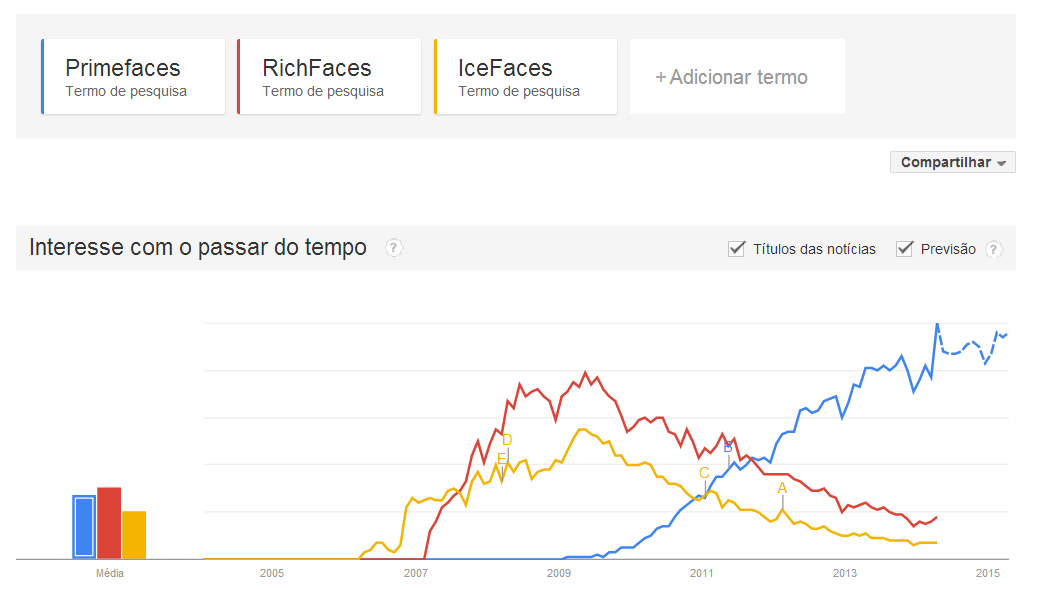 Primefaces
Termo de pesquisa
RichFaces
Termo de pesquisa
IceFaces
Termo de pesquisa
+Adicionar termo
Compartilhar
Interesse com o passar do tempo ?
Títulos das notícias
Previsão ?
D
E
B
C
A
Média
2005
2007
2009
2011
2013
2015